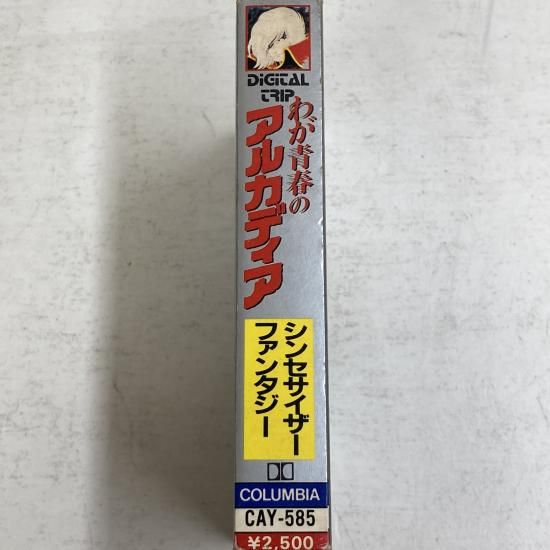 DIGITAL
TRIP
わが青春の
アルカディア
シンセサイザー
ファンタジー
COLUMBIA
CAY-585
¥2,500